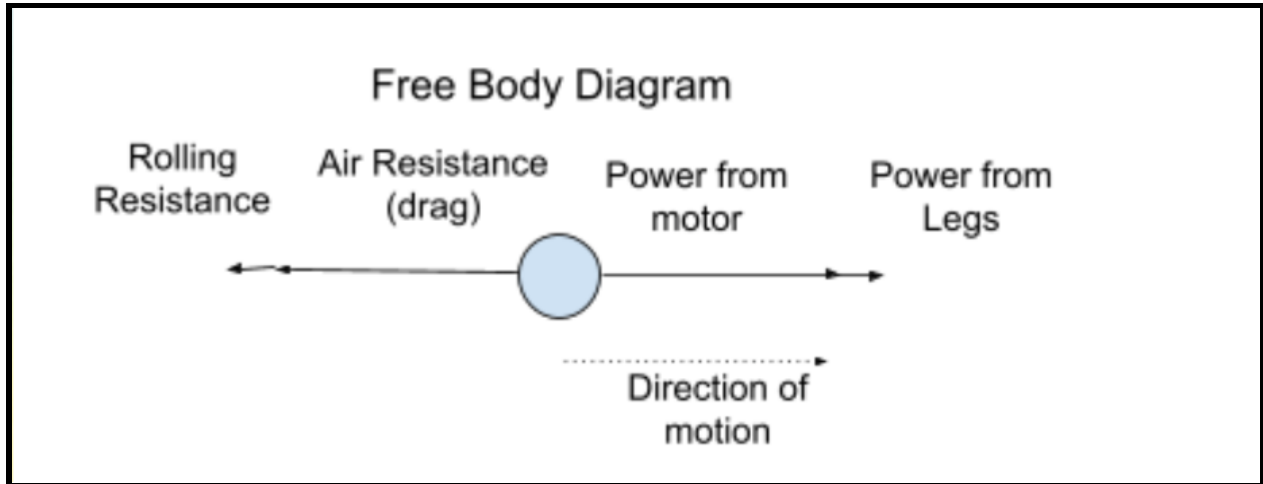 Free Body Diagram
Rolling
Resistance
Air Resistance
(drag)
Power from
motor
Power from
Legs
Direction of
motion